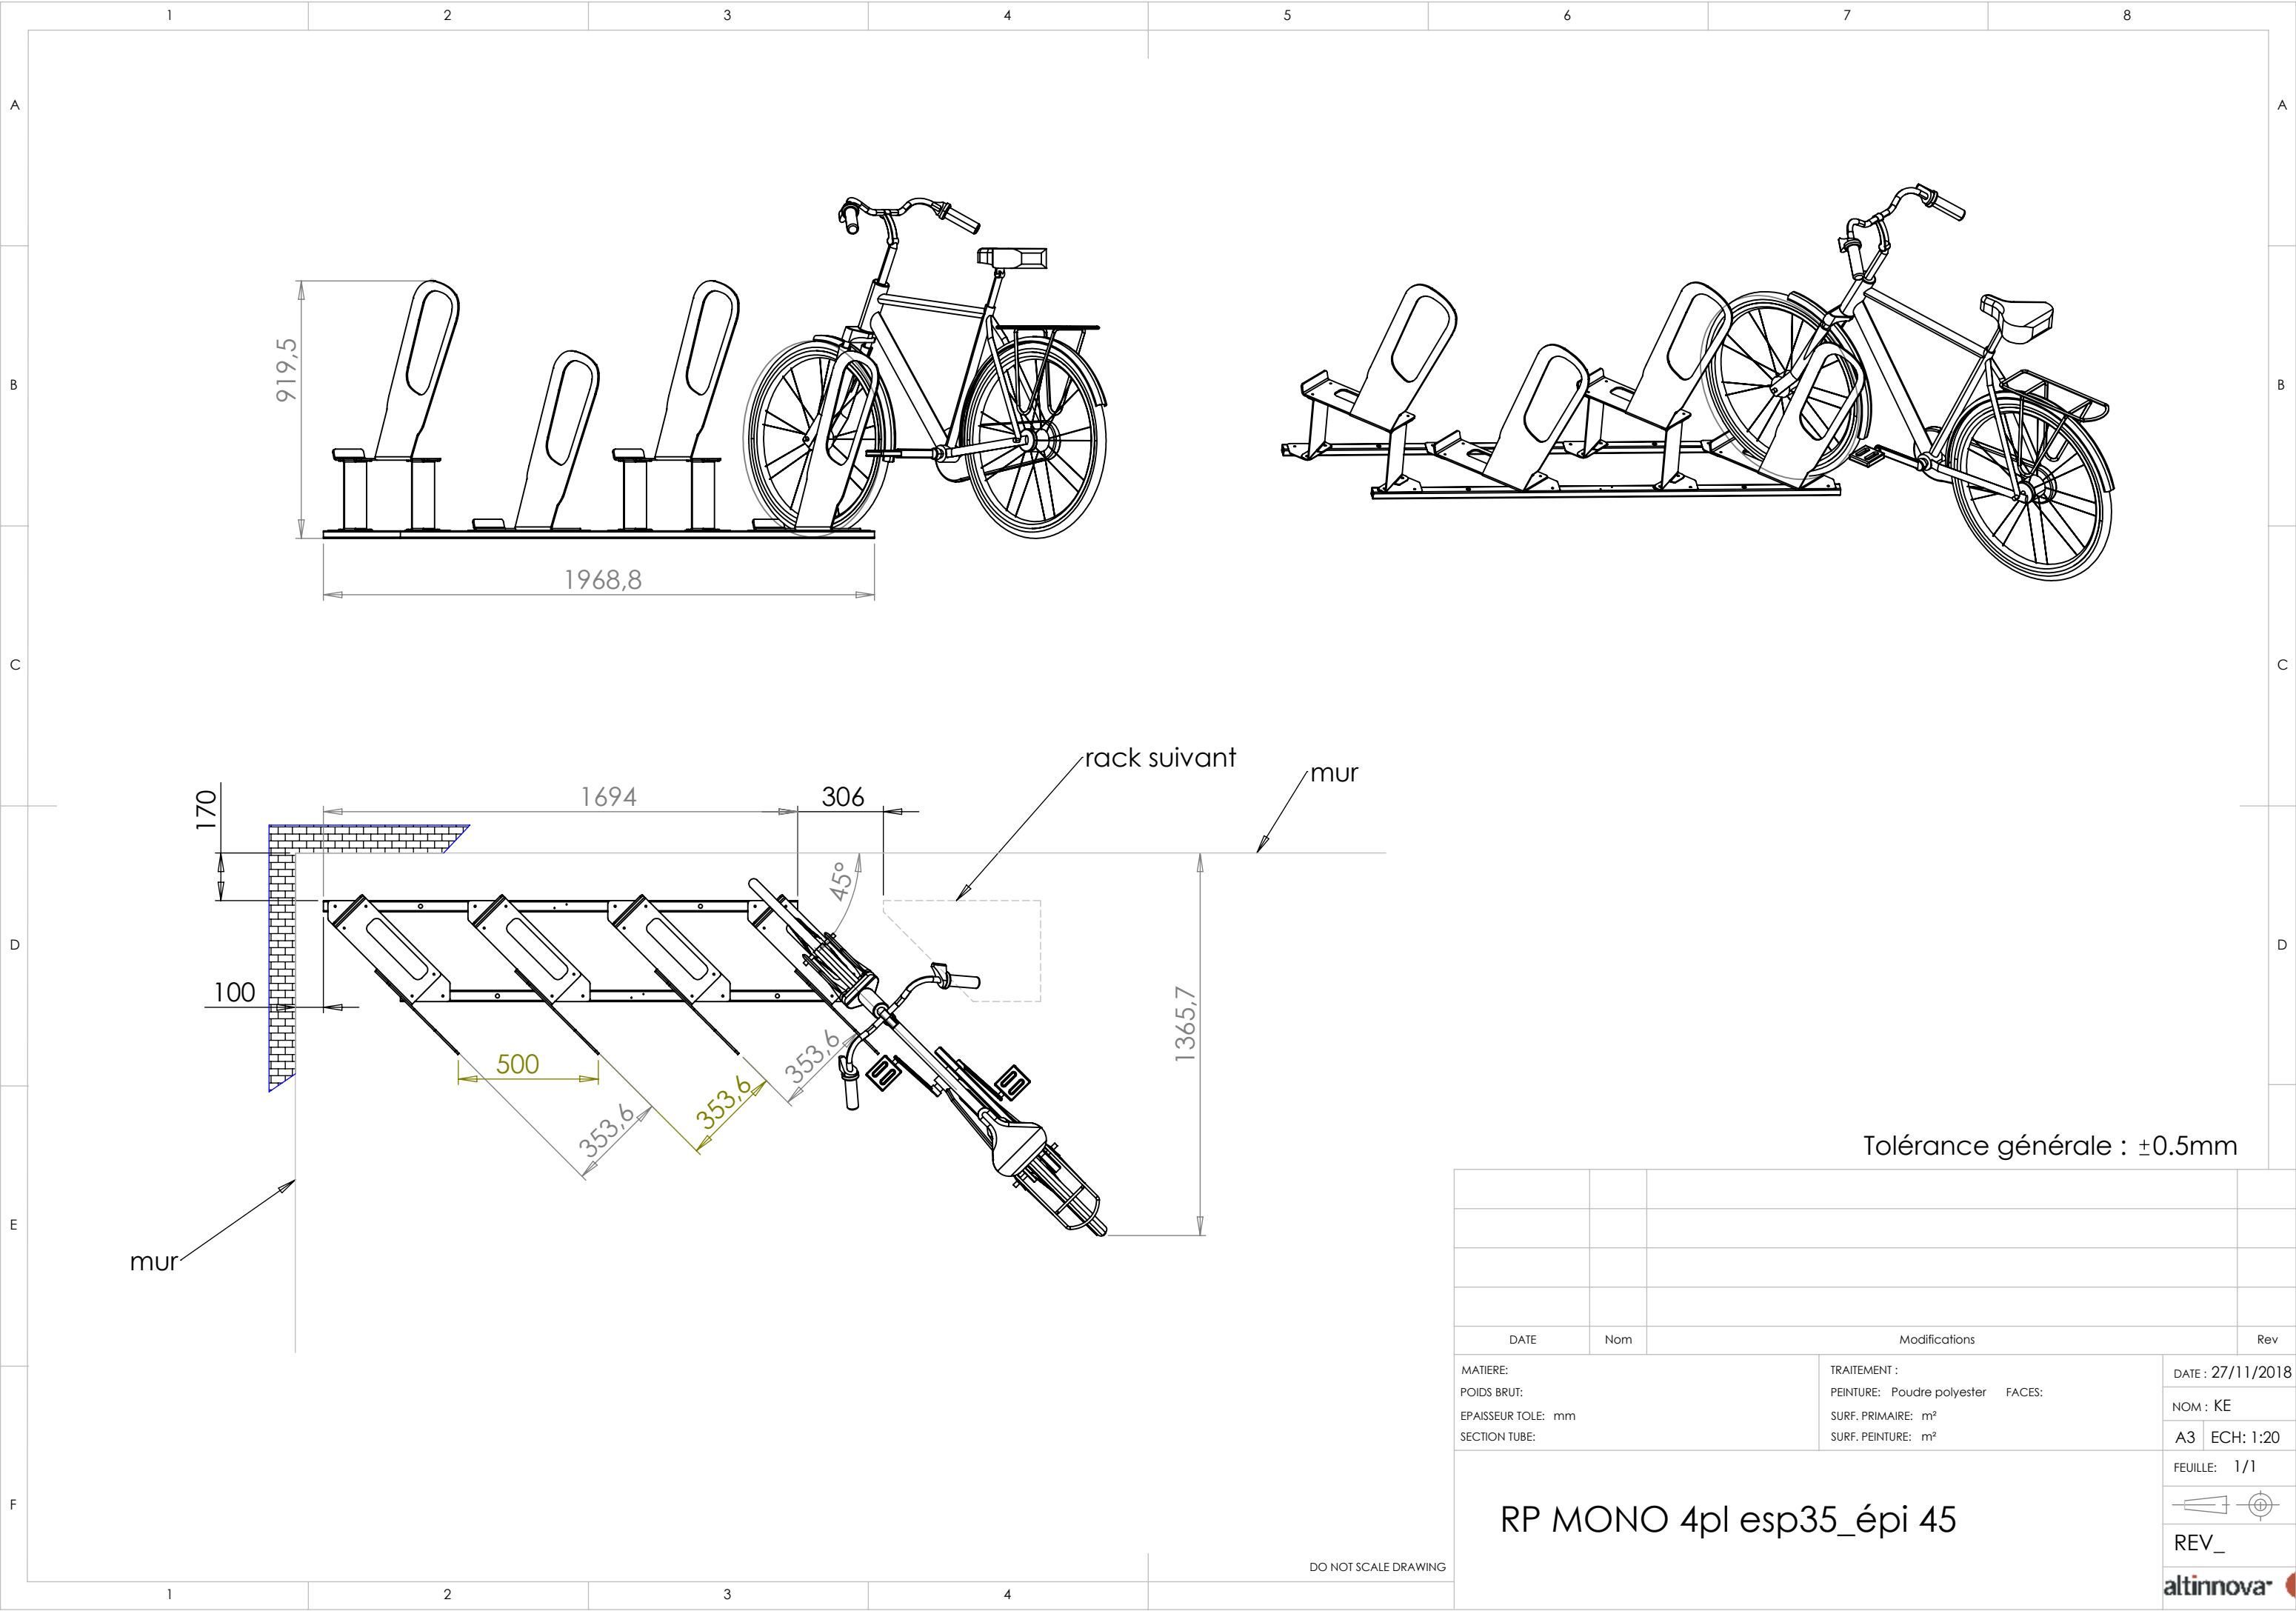 1 2 3 4 5 6 7 8
A A
B B
C C
D D
E
F
919,5
1968,8
rack suivant
mur
170
1694
306
45°
100
500
353,6
353,6
353,6
1365,7
mur
Tolérance générale : ±0.5mm
DATE Nom Modifications Rev
MATIERE:
POIDS BRUT:
EPAISSEUR TOLE: mm
SECTION TUBE:
TRAITEMENT :
PEINTURE: Poudre polyester FACES:
SURF. PRIMAIRE: m²
SURF. PEINTURE: m²
DATE : 27/11/2018
NOM : KE
A3 ECH: 1:20
FEUILLE: 1/1
REV_
RP MONO 4pl esp35_épi 45
altinnova
DO NOT SCALE DRAWING
1 2 3 4